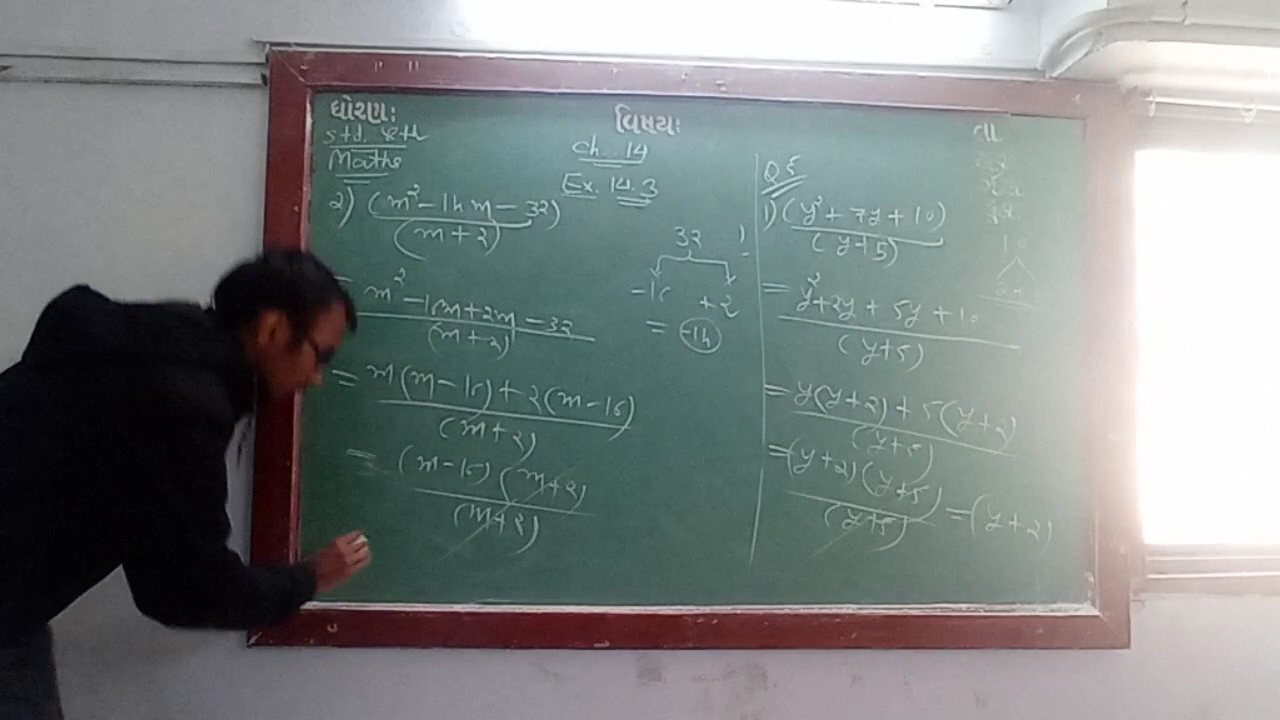 ધોરણ:
વિષય:
તા.
std. 8th
Maths
Ch. 14
Ex. 14.3
2) (m² - 14m - 32)
(m + 2)
= m² - 16m + 2m - 32
(m + 2)
= m(m - 16) + 2(m - 16)
(m + 2)
= (m - 16) (m + 2)
(m + 2)
32
-16 +2
= -14
Q 5
1) (y² + 7y + 10)
(y + 5)
= y² + 2y + 5y + 10
(y + 5)
= y(y + 2) + 5(y + 2)
(y + 5)
= (y + 2)(y + 5) = (y + 2)
(y + 5)
10